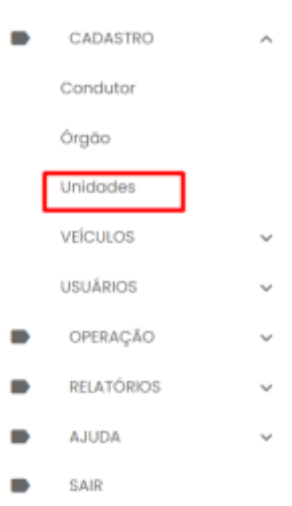 CADASTRO
Condutor
Órgão
Unidades
VEÍCULOS
USUÁRIOS
OPERAÇÃO
RELATÓRIOS
AJUDA
SAIR